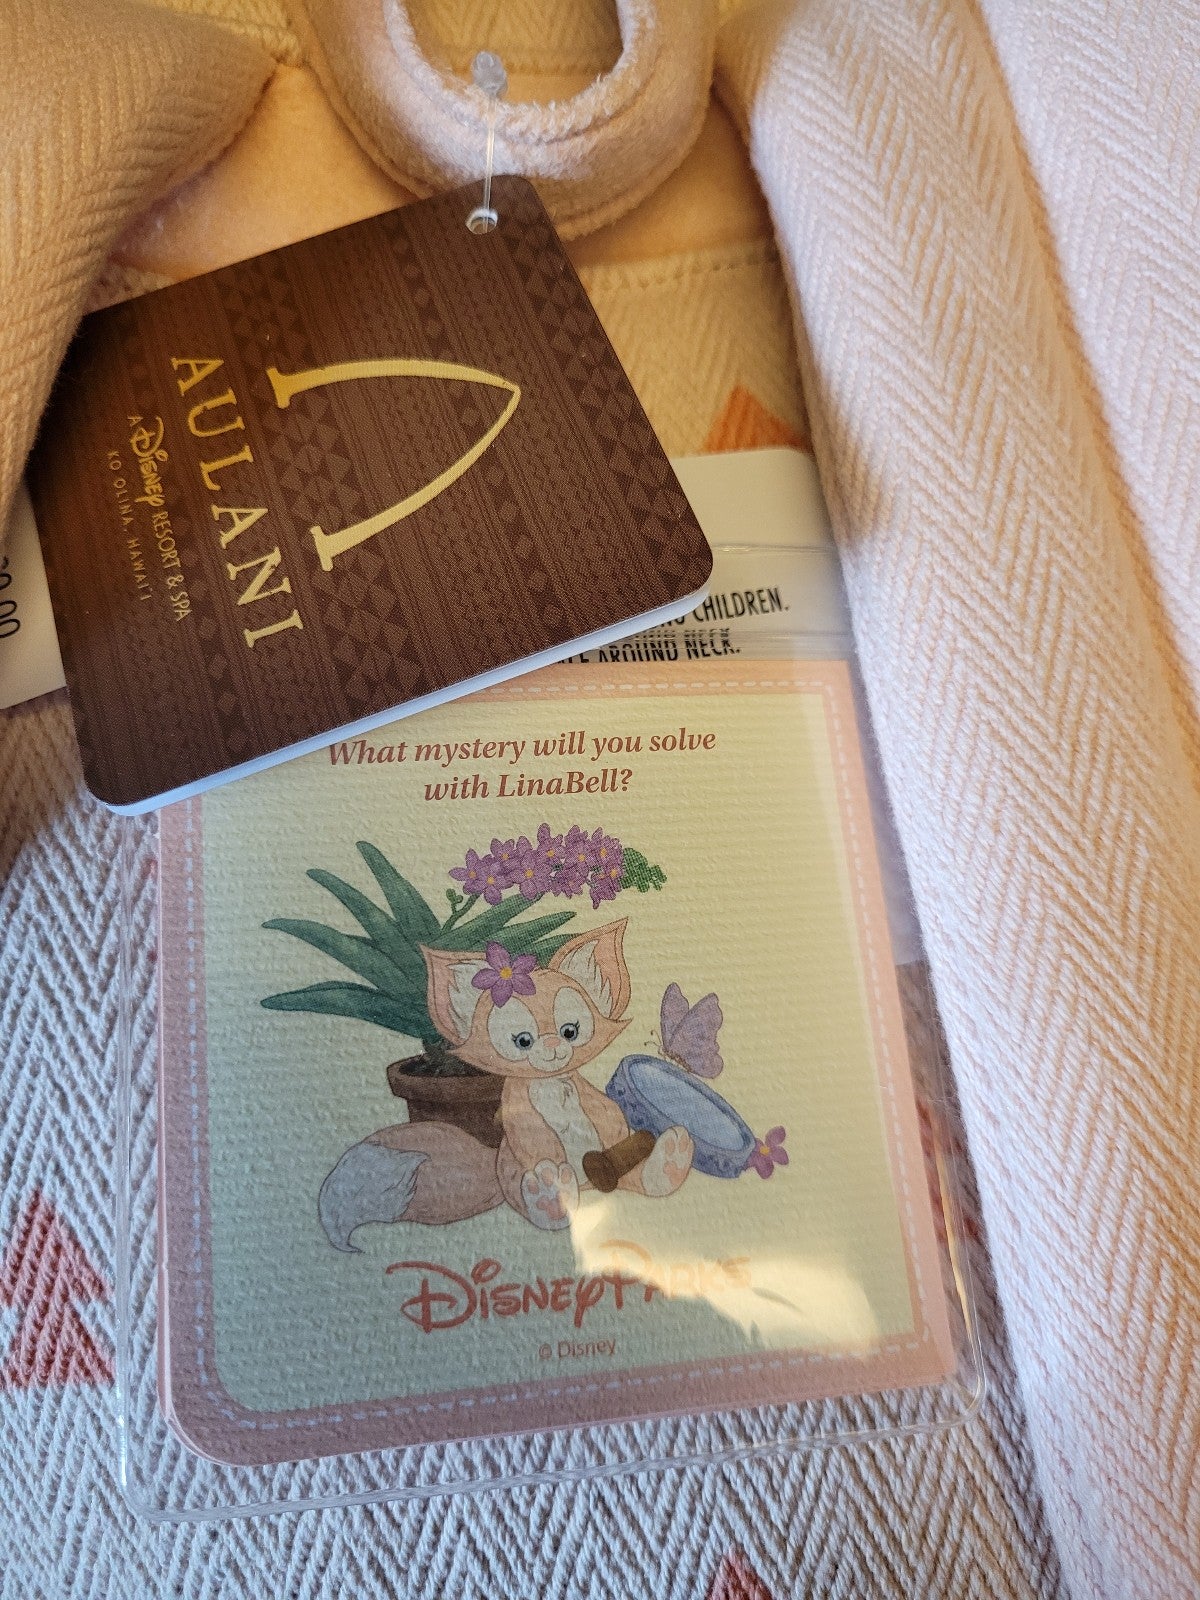 AULANI
A Disney RESORT & SPA
KO OLINA, HAWAI'I
CHILDREN.
AROUND NECK.
What mystery will you solve
with LinaBell?
Disney Parks
© Disney